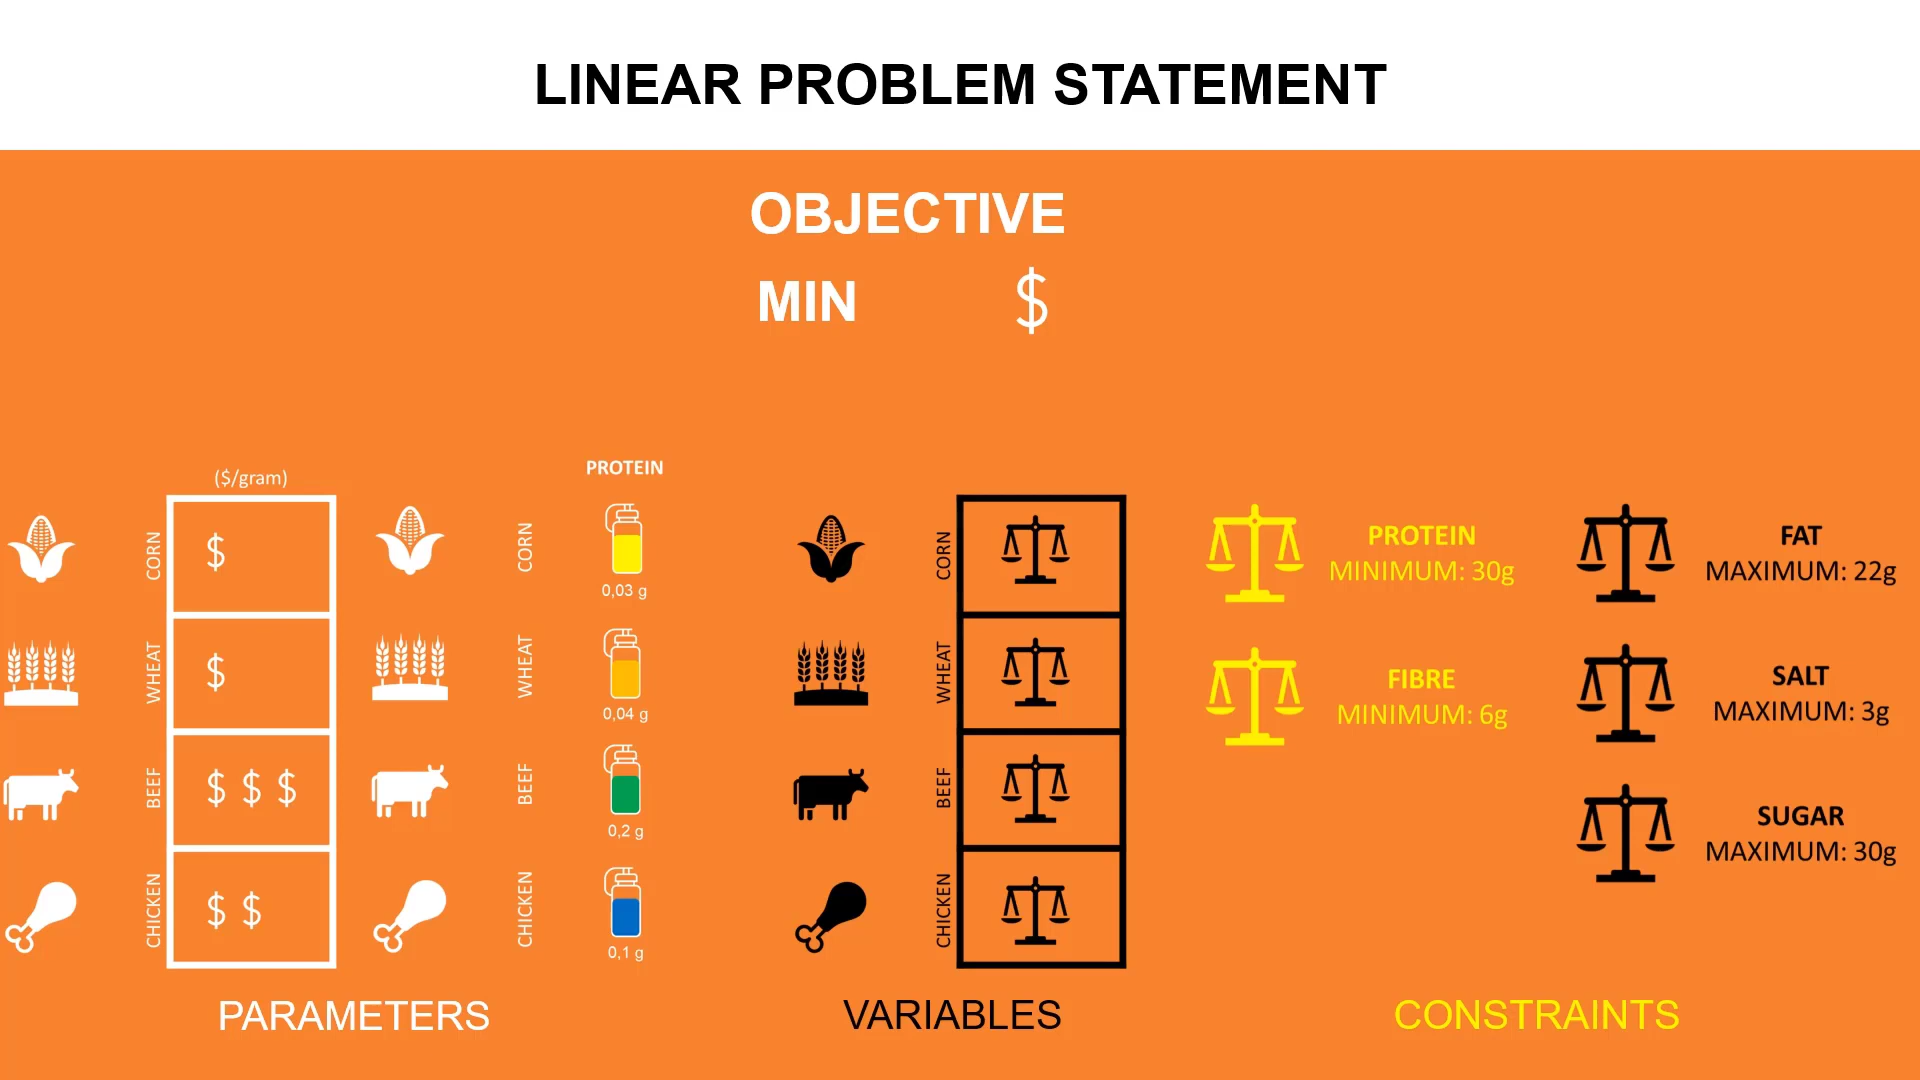 LINEAR PROBLEM STATEMENT
OBJECTIVE
MIN $
($/gram)
CORN
$
WHEAT
$
BEEF
$ $ $
CHICKEN
$ $
PROTEIN
CORN
0,03 g
WHEAT
0,04 g
BEEF
0,2 g
CHICKEN
0,1 g
PARAMETERS
CORN
WHEAT
BEEF
CHICKEN
VARIABLES
PROTEIN
MINIMUM: 30g
FIBRE
MINIMUM: 6g
FAT
MAXIMUM: 22g
SALT
MAXIMUM: 3g
SUGAR
MAXIMUM: 30g
CONSTRAINTS